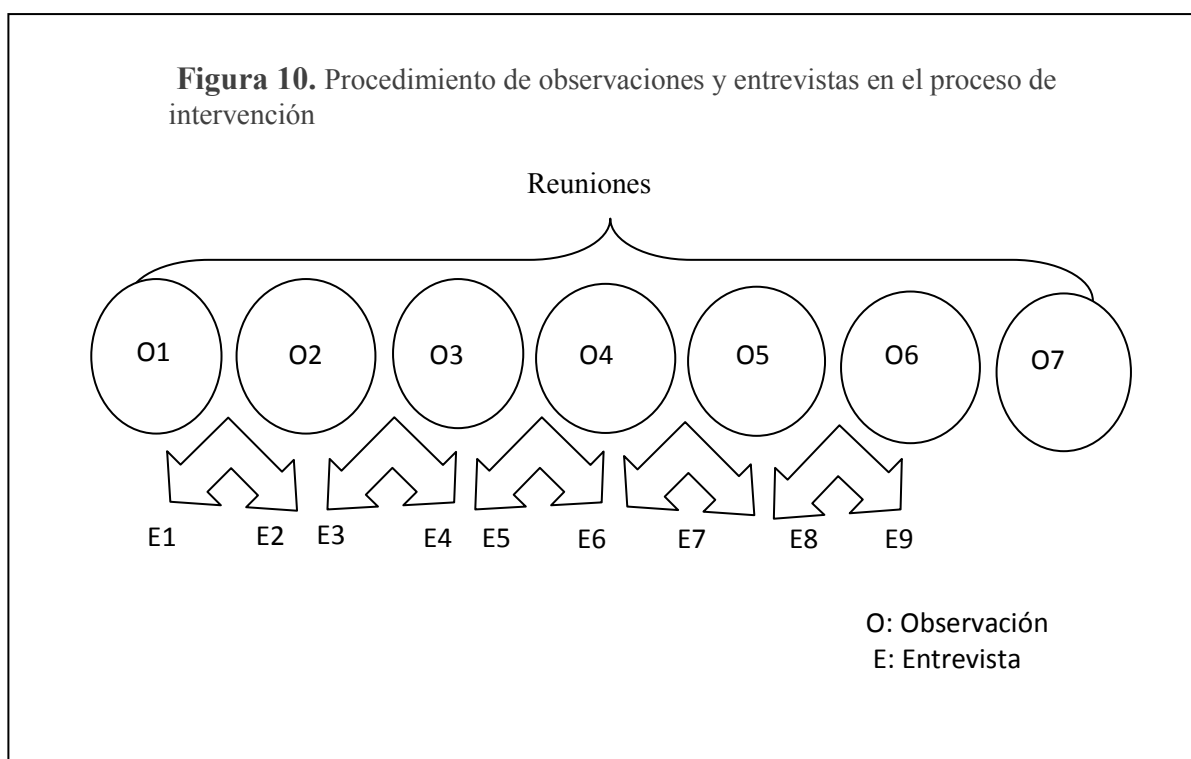 Figura 10. Procedimiento de observaciones y entrevistas en el proceso de
intervención
Reuniones
O1 O2 O3 O4 O5 O6 O7
E1 E2 E3 E4 E5 E6 E7 E8 E9
O: Observación
E: Entrevista